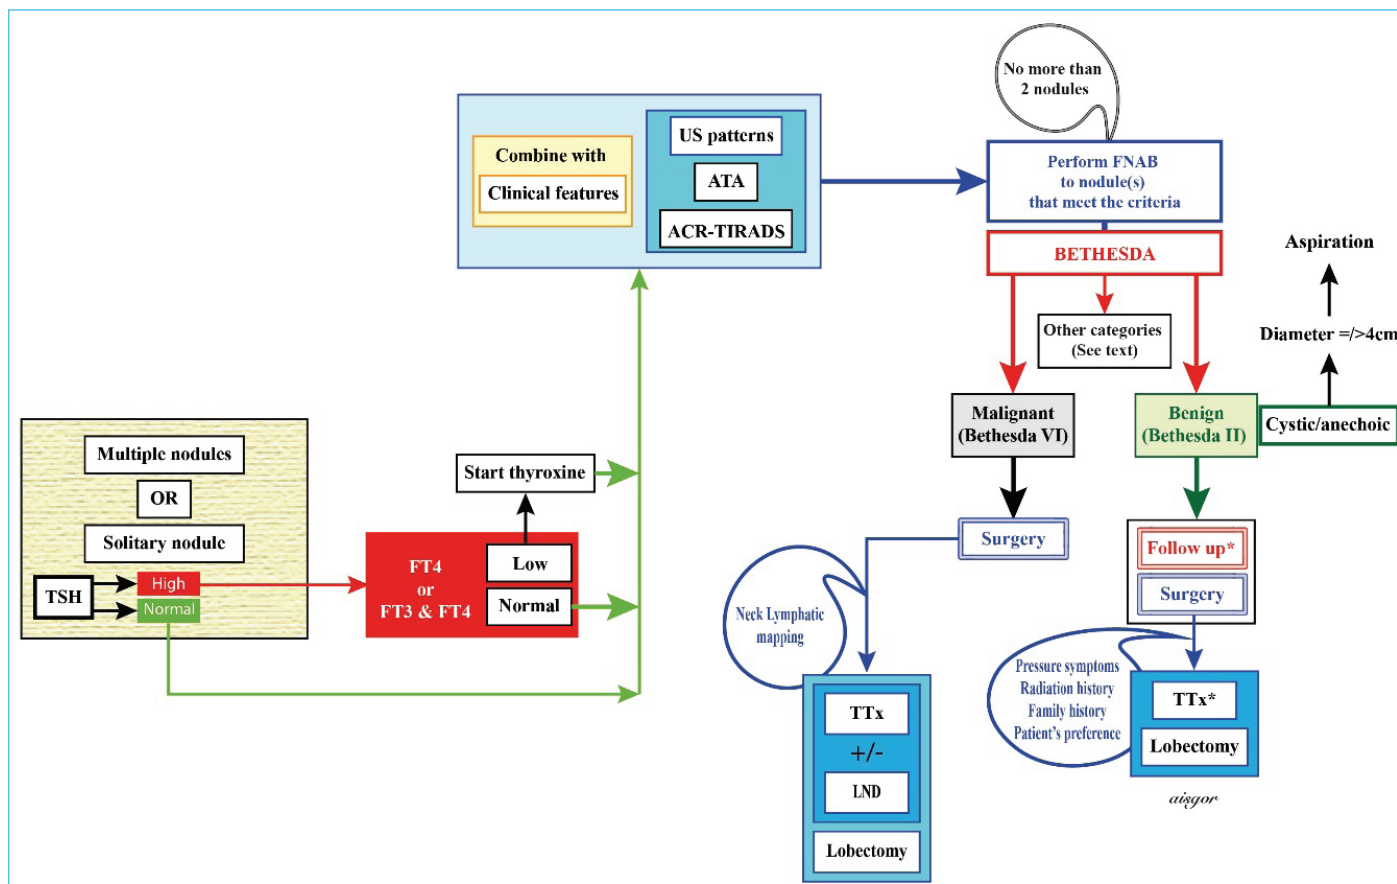 No more than
2 nodules
Combine with
Clinical features
US patterns
ATA
ACR-TIRADS
Perform FNAB
to nodule(s)
that meet the criteria
BETHESDA
Aspiration
Diameter =/>4cm
Other categories
(See text)
Malignant
(Bethesda VI)
Benign
(Bethesda II)
Cystic/anechoic
Multiple nodules
OR
Solitary nodule
TSH
High
Normal
Start thyroxine
FT4
or
FT3 & FT4
Low
Normal
Surgery
Follow up*
Surgery
Neck Lymphatic
mapping
TTx
+/-
LND
Lobectomy
Pressure symptoms
Radiation history
Family history
Patient's preference
TTx*
Lobectomy
aisgor